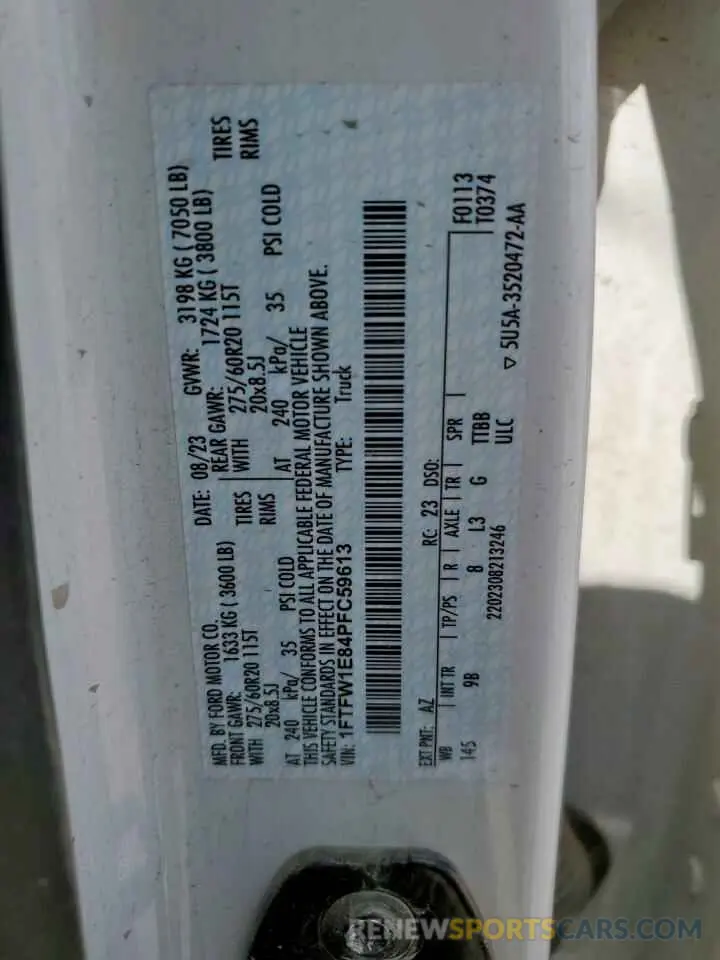 MFD. BY FORD MOTOR CO.
DATE: 08/23 GVWR: 3198 KG ( 7050 LB)
FRONT GAWR: 1633 KG ( 3600 LB)
REAR GAWR: 1724 KG ( 3800 LB)
WITH 275/60R20 115T TIRES
WITH 275/60R20 115T TIRES
20x8.5J RIMS
20x8.5J RIMS
AT 240 kPa/ 35 PSI COLD
AT 240 kPa/ 35 PSI COLD
THIS VEHICLE CONFORMS TO ALL APPLICABLE FEDERAL MOTOR VEHICLE
SAFETY STANDARDS IN EFFECT ON THE DATE OF MANUFACTURE SHOWN ABOVE.
VIN: 1FTFW1E84PFC59613 TYPE: Truck
EXT PNT: AZ RC: 23 DSO: F0113
WB INT TR TP/PS R AXLE TR SPR T0374
145 9B 8 L3 G TTBB
2202308213246 ULC ▽ 5U5A-3520472-AA
RENEWSPORTSCARS.COM